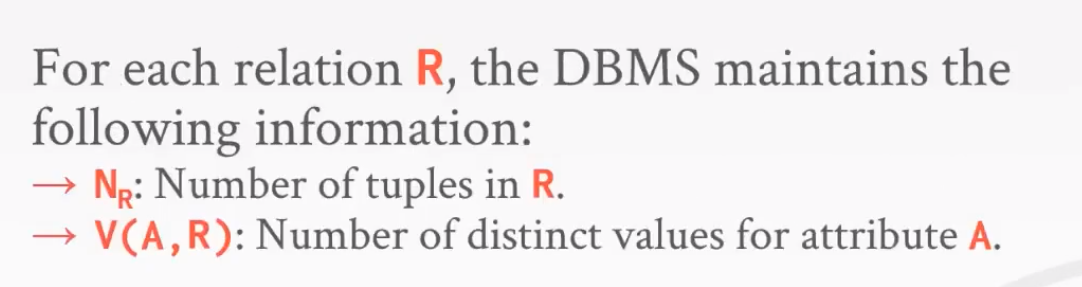 For each relation R, the DBMS maintains the
following information:
→ NR: Number of tuples in R.
→ V(A,R): Number of distinct values for attribute A.